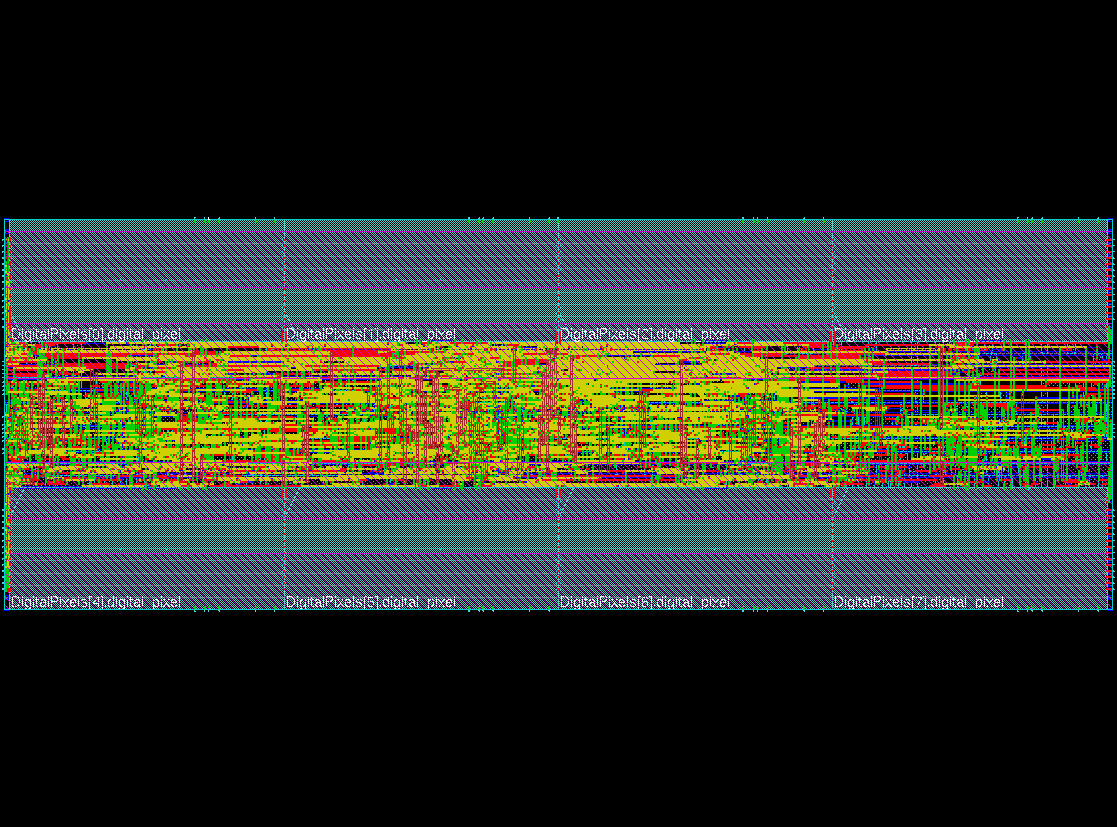 DigitalPixels[0].digital_pixel DigitalPixels[1].digital_pixel DigitalPixels[2].digital_pixel DigitalPixels[3].digital_pixel
DigitalPixels[4].digital_pixel DigitalPixels[5].digital_pixel DigitalPixels[6].digital_pixel DigitalPixels[7].digital_pixel